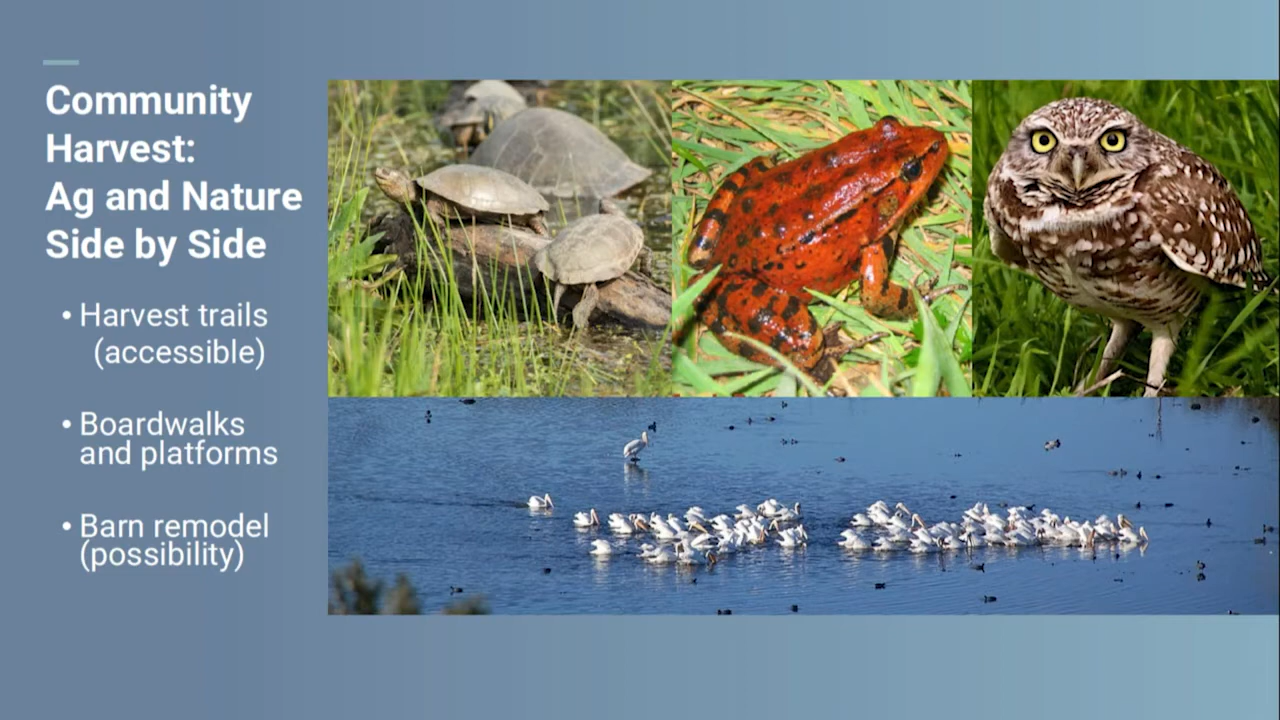 Community
Harvest:
Ag and Nature
Side by Side
• Harvest trails
(accessible)
• Boardwalks
and platforms
• Barn remodel
(possibility)